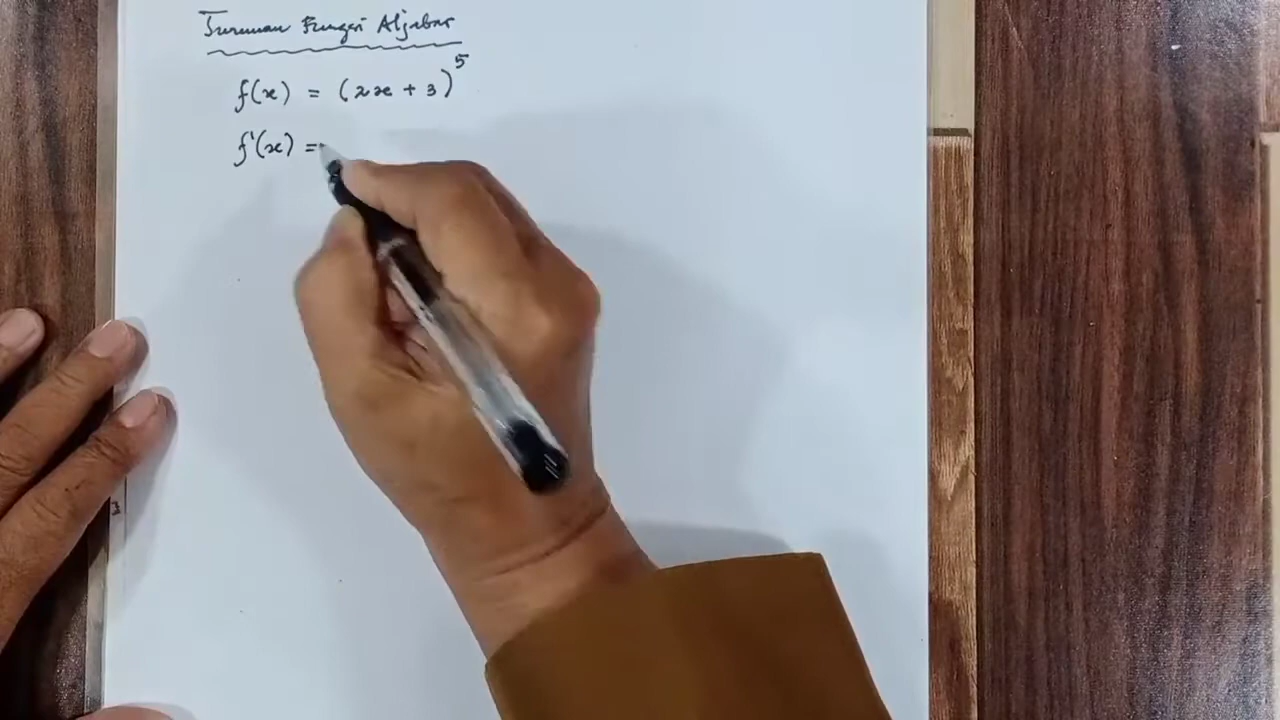 Turunan Fungsi Aljabar
f(x) = (2x + 3)⁵
f'(x) =